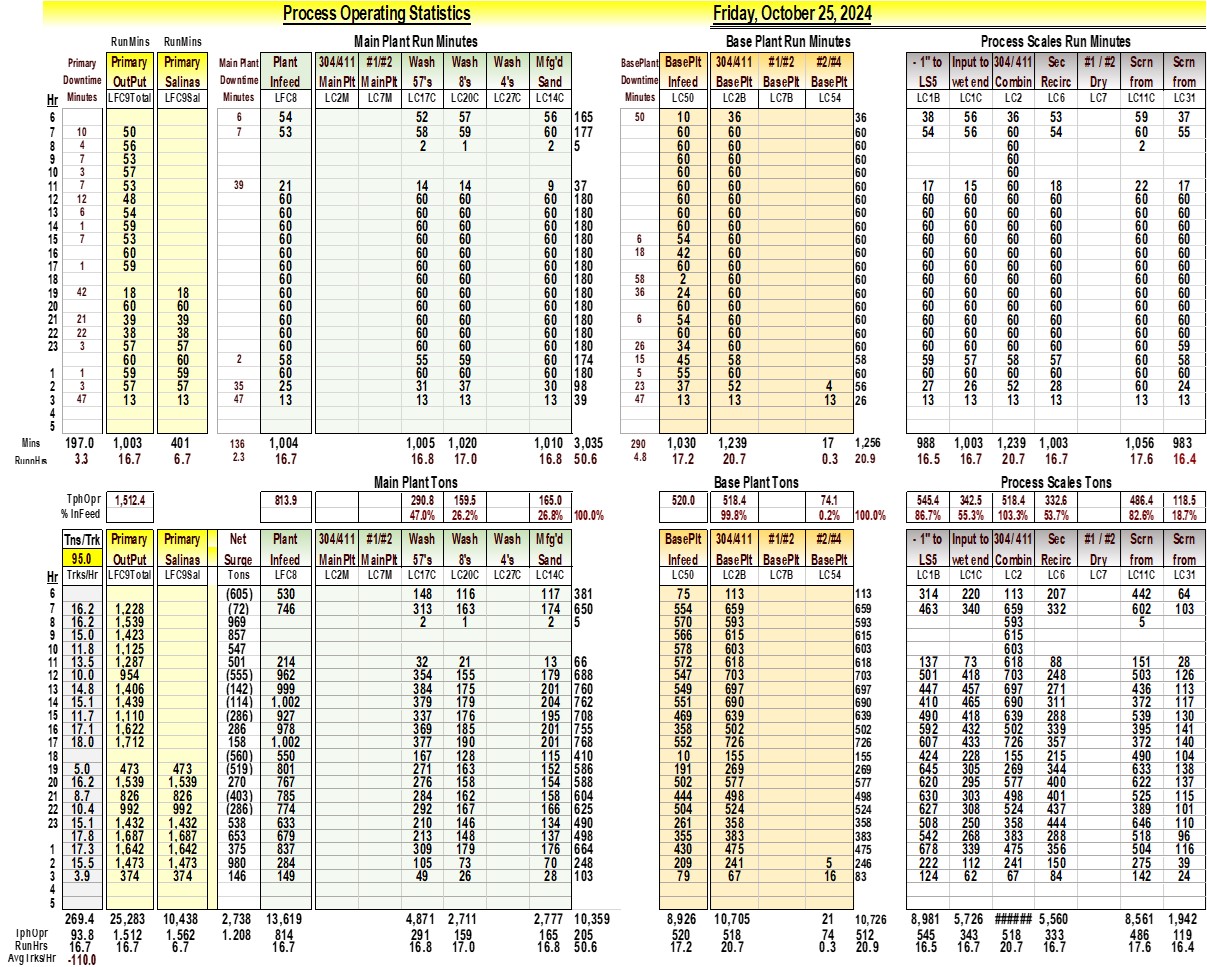 Process Operating Statistics Friday, October 25, 2024
RunMins RunMins Main Plant Run Minutes Base Plant Run Minutes Process Scales Run Minutes
Primary Primary Primary Main Plant Plant 304/411 #1/#2 Wash Wash Wash Mfg'd BasePlant BasePlt 304/411 #1/#2 #2/#4 - 1" to Input to 304/411 Sec #1 / #2 Scrn Scrn
Downtime OutPut Salinas Downtime Infeed MainPlt MainPlt 57's 8's 4's Sand Downtime Infeed BasePlt BasePlt BasePlt LS5 wet end Combin Recirc Dry from from
Hr Minutes LFC9Total LFC9Sal Minutes LFC8 LC2M LC7M LC17C LC20C LC27C LC14C Minutes LC50 LC2B LC7B LC54 LC1B LC1C LC2 LC6 LC7 LC11C LC31
6 6 54 52 57 56 165 50 10 36 36 38 56 36 53 59 37
7 10 50 7 53 58 59 60 177 60 60 60 54 56 60 54 60 55
8 4 56 2 1 2 5 60 60 60 60 2
9 7 53 60 60 60 60
10 3 57 60 60 60 60
11 7 53 39 21 14 14 9 37 60 60 60 17 15 60 18 22 17
12 12 48 60 60 60 60 180 60 60 60 60 60 60 60 60 60
13 6 54 60 60 60 60 180 60 60 60 60 60 60 60 60 60
14 1 59 60 60 60 60 180 60 60 60 60 60 60 60 60 60
15 7 53 60 60 60 60 180 6 54 60 60 60 60 60 60 60 60
16 60 60 60 60 60 180 18 42 60 60 60 60 60 60 60 60
17 1 59 60 60 60 60 180 60 60 60 60 60 60 60 60 60
18 60 60 60 60 180 58 2 60 60 60 60 60 60 60 60
19 42 18 18 60 60 60 60 180 36 24 60 60 60 60 60 60 60 60
20 60 60 60 60 60 60 180 60 60 60 60 60 60 60 60 60
21 21 39 39 60 60 60 60 180 6 54 60 60 60 60 60 60 60 60
22 22 38 38 60 60 60 60 180 60 60 60 60 60 60 60 60 60
23 3 57 57 60 60 60 60 180 26 34 60 60 60 60 60 60 60 59
60 60 2 58 55 59 60 174 15 45 58 58 59 57 58 57 60 58
1 1 59 59 60 60 60 60 180 5 55 60 60 60 60 60 60 60 60
2 3 57 57 35 25 31 37 30 98 23 37 52 4 56 27 26 52 28 60 24
3 47 13 13 47 13 13 13 13 39 47 13 13 13 26 13 13 13 13 13 13
4
5
Mins 197.0 1,003 401 136 1,004 1,005 1,020 1,010 3,035 290 1,030 1,239 17 1,256 988 1,003 1,239 1,003 1,056 983
RunnHrs 3.3 16.7 6.7 2.3 16.7 16.8 17.0 16.8 50.6 4.8 17.2 20.7 0.3 20.9 16.5 16.7 20.7 16.7 17.6 16.4
Main Plant Tons Base Plant Tons Process Scales Tons
TphOpr 1,512.4 813.9 290.8 159.5 165.0 520.0 518.4 74.1 545.4 342.5 518.4 332.6 486.4 118.5
% InFeed 47.0% 26.2% 26.8% 100.0% 99.8% 0.2% 100.0% 86.7% 55.3% 103.3% 53.7% 82.6% 18.7%
Tns/Trk Primary Primary Net Plant 304/411 #1/#2 Wash Wash Wash Mfg'd BasePlt 304/411 #1/#2 #2/#4 - 1" to Input to 304/411 Sec #1 / #2 Scrn Scrn
95.0 OutPut Salinas Surge Infeed MainPlt MainPlt 57's 8's 4's Sand Infeed BasePlt BasePlt BasePlt LS5 wet end Combin Recirc Dry from from
Hr Trks/Hr LFC9Total LFC9Sal Tons LFC8 LC2M LC7M LC17C LC20C LC27C LC14C LC50 LC2B LC7B LC54 LC1B LC1C LC2 LC6 LC7 LC11C LC31
6 (605) 530 148 116 117 381 75 113 113 314 220 113 207 442 64
7 16.2 1,228 (72) 746 313 163 174 650 554 659 659 463 340 659 332 602 103
8 16.2 1,539 969 2 1 2 5 570 593 593 593 5
9 15.0 1,423 857 566 615 615 615
10 11.8 1,125 547 578 603 603 603
11 13.5 1,287 501 214 32 21 13 66 572 618 618 137 73 618 88 151 28
12 10.0 954 (555) 962 354 155 179 688 547 703 703 501 418 703 248 503 126
13 14.8 1,406 (142) 999 384 175 201 760 549 697 697 447 457 697 271 436 113
14 15.1 1,439 (114) 1,002 379 179 204 762 551 690 690 410 465 690 311 372 117
15 11.7 1,110 (286) 927 337 176 195 708 469 639 639 490 418 639 288 539 130
16 17.1 1,622 286 978 369 185 201 755 358 502 502 592 432 502 339 395 141
17 18.0 1,712 158 1,002 377 190 201 768 552 726 726 607 433 726 357 372 140
18 (560) 550 167 128 115 410 10 155 155 424 228 155 215 490 104
19 5.0 473 473 (519) 801 271 163 152 586 191 269 269 645 305 269 344 633 138
20 16.2 1,539 1,539 270 767 276 158 154 588 502 577 577 620 295 577 400 622 137
21 8.7 826 826 (403) 785 284 162 158 604 444 498 498 630 303 498 401 525 115
22 10.4 992 992 (286) 774 292 167 166 625 504 524 524 627 308 524 437 389 101
23 15.1 1,432 1,432 538 633 210 146 134 490 261 358 358 508 250 358 444 646 110
17.8 1,687 1,687 653 679 213 148 137 498 355 383 383 542 268 383 288 518 96
1 17.3 1,642 1,642 375 837 309 179 176 664 430 475 475 678 339 475 356 504 116
2 15.5 1,473 1,473 980 284 105 73 70 248 209 241 5 246 222 112 241 150 275 39
3 3.9 374 374 146 149 49 26 28 103 79 67 16 83 124 62 67 84 142 24
4
5
269.4 25,283 10,438 2,738 13,619 4,871 2,711 2,777 10,359 8,926 10,705 21 10,726 8,981 5,726 ###### 5,560 8,561 1,942
TphOpr 93.8 1.512 1,562 1.208 814 291 159 165 205 520 518 74 512 545 343 518 333 486 119
RunHrs 16.7 16.7 6.7 16.7 16.8 17.0 16.8 50.6 17.2 20.7 0.3 20.9 16.5 16.7 20.7 16.7 17.6 16.4
AvgTrks/Hr -110.0